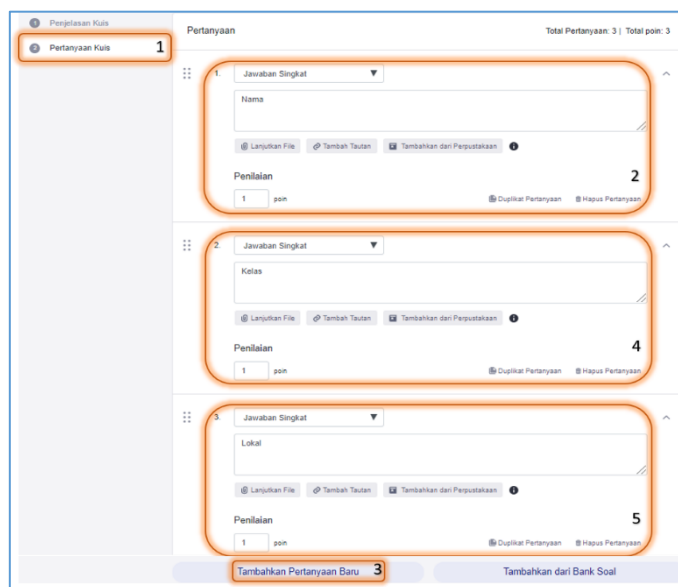 1 Penjelasan Kuis
2 Pertanyaan Kuis 1
Pertanyaan
Total Pertanyaan: 3 | Total poin: 3
1. Jawaban Singkat
Nama
Lanjutkan File Tambah Tautan Tambahkan dari Perpustakaan
Penilaian 2
1 poin Duplikat Pertanyaan Hapus Pertanyaan
2. Jawaban Singkat
Kelas
Lanjutkan File Tambah Tautan Tambahkan dari Perpustakaan
Penilaian 4
1 poin Duplikat Pertanyaan Hapus Pertanyaan
3. Jawaban Singkat
Lokal
Lanjutkan File Tambah Tautan Tambahkan dari Perpustakaan
Penilaian 5
1 poin Duplikat Pertanyaan Hapus Pertanyaan
Tambahkan Pertanyaan Baru 3 Tambahkan dari Bank Soal